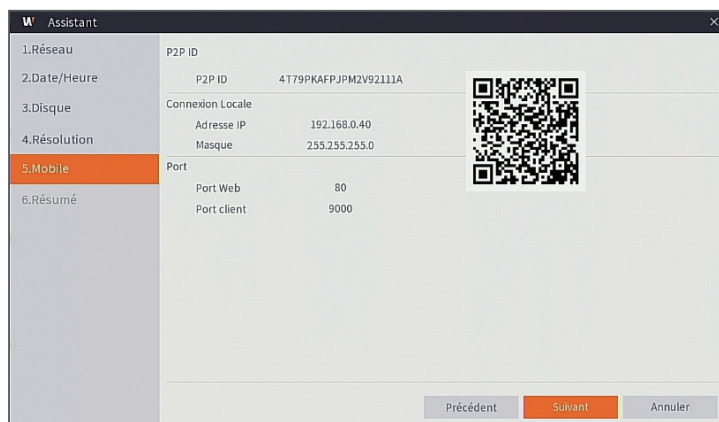 W Assistant
1.Réseau
2.Date/Heure
3.Disque
4.Résolution
5.Mobile
6.Résumé
P2P ID
P2P ID 4T79PKAFPJPM2V92111A
Connexion Locale
Adresse IP 192.168.0.40
Masque 255.255.255.0
Port
Port Web 80
Port client 9000
Précédent Suivant Annuler